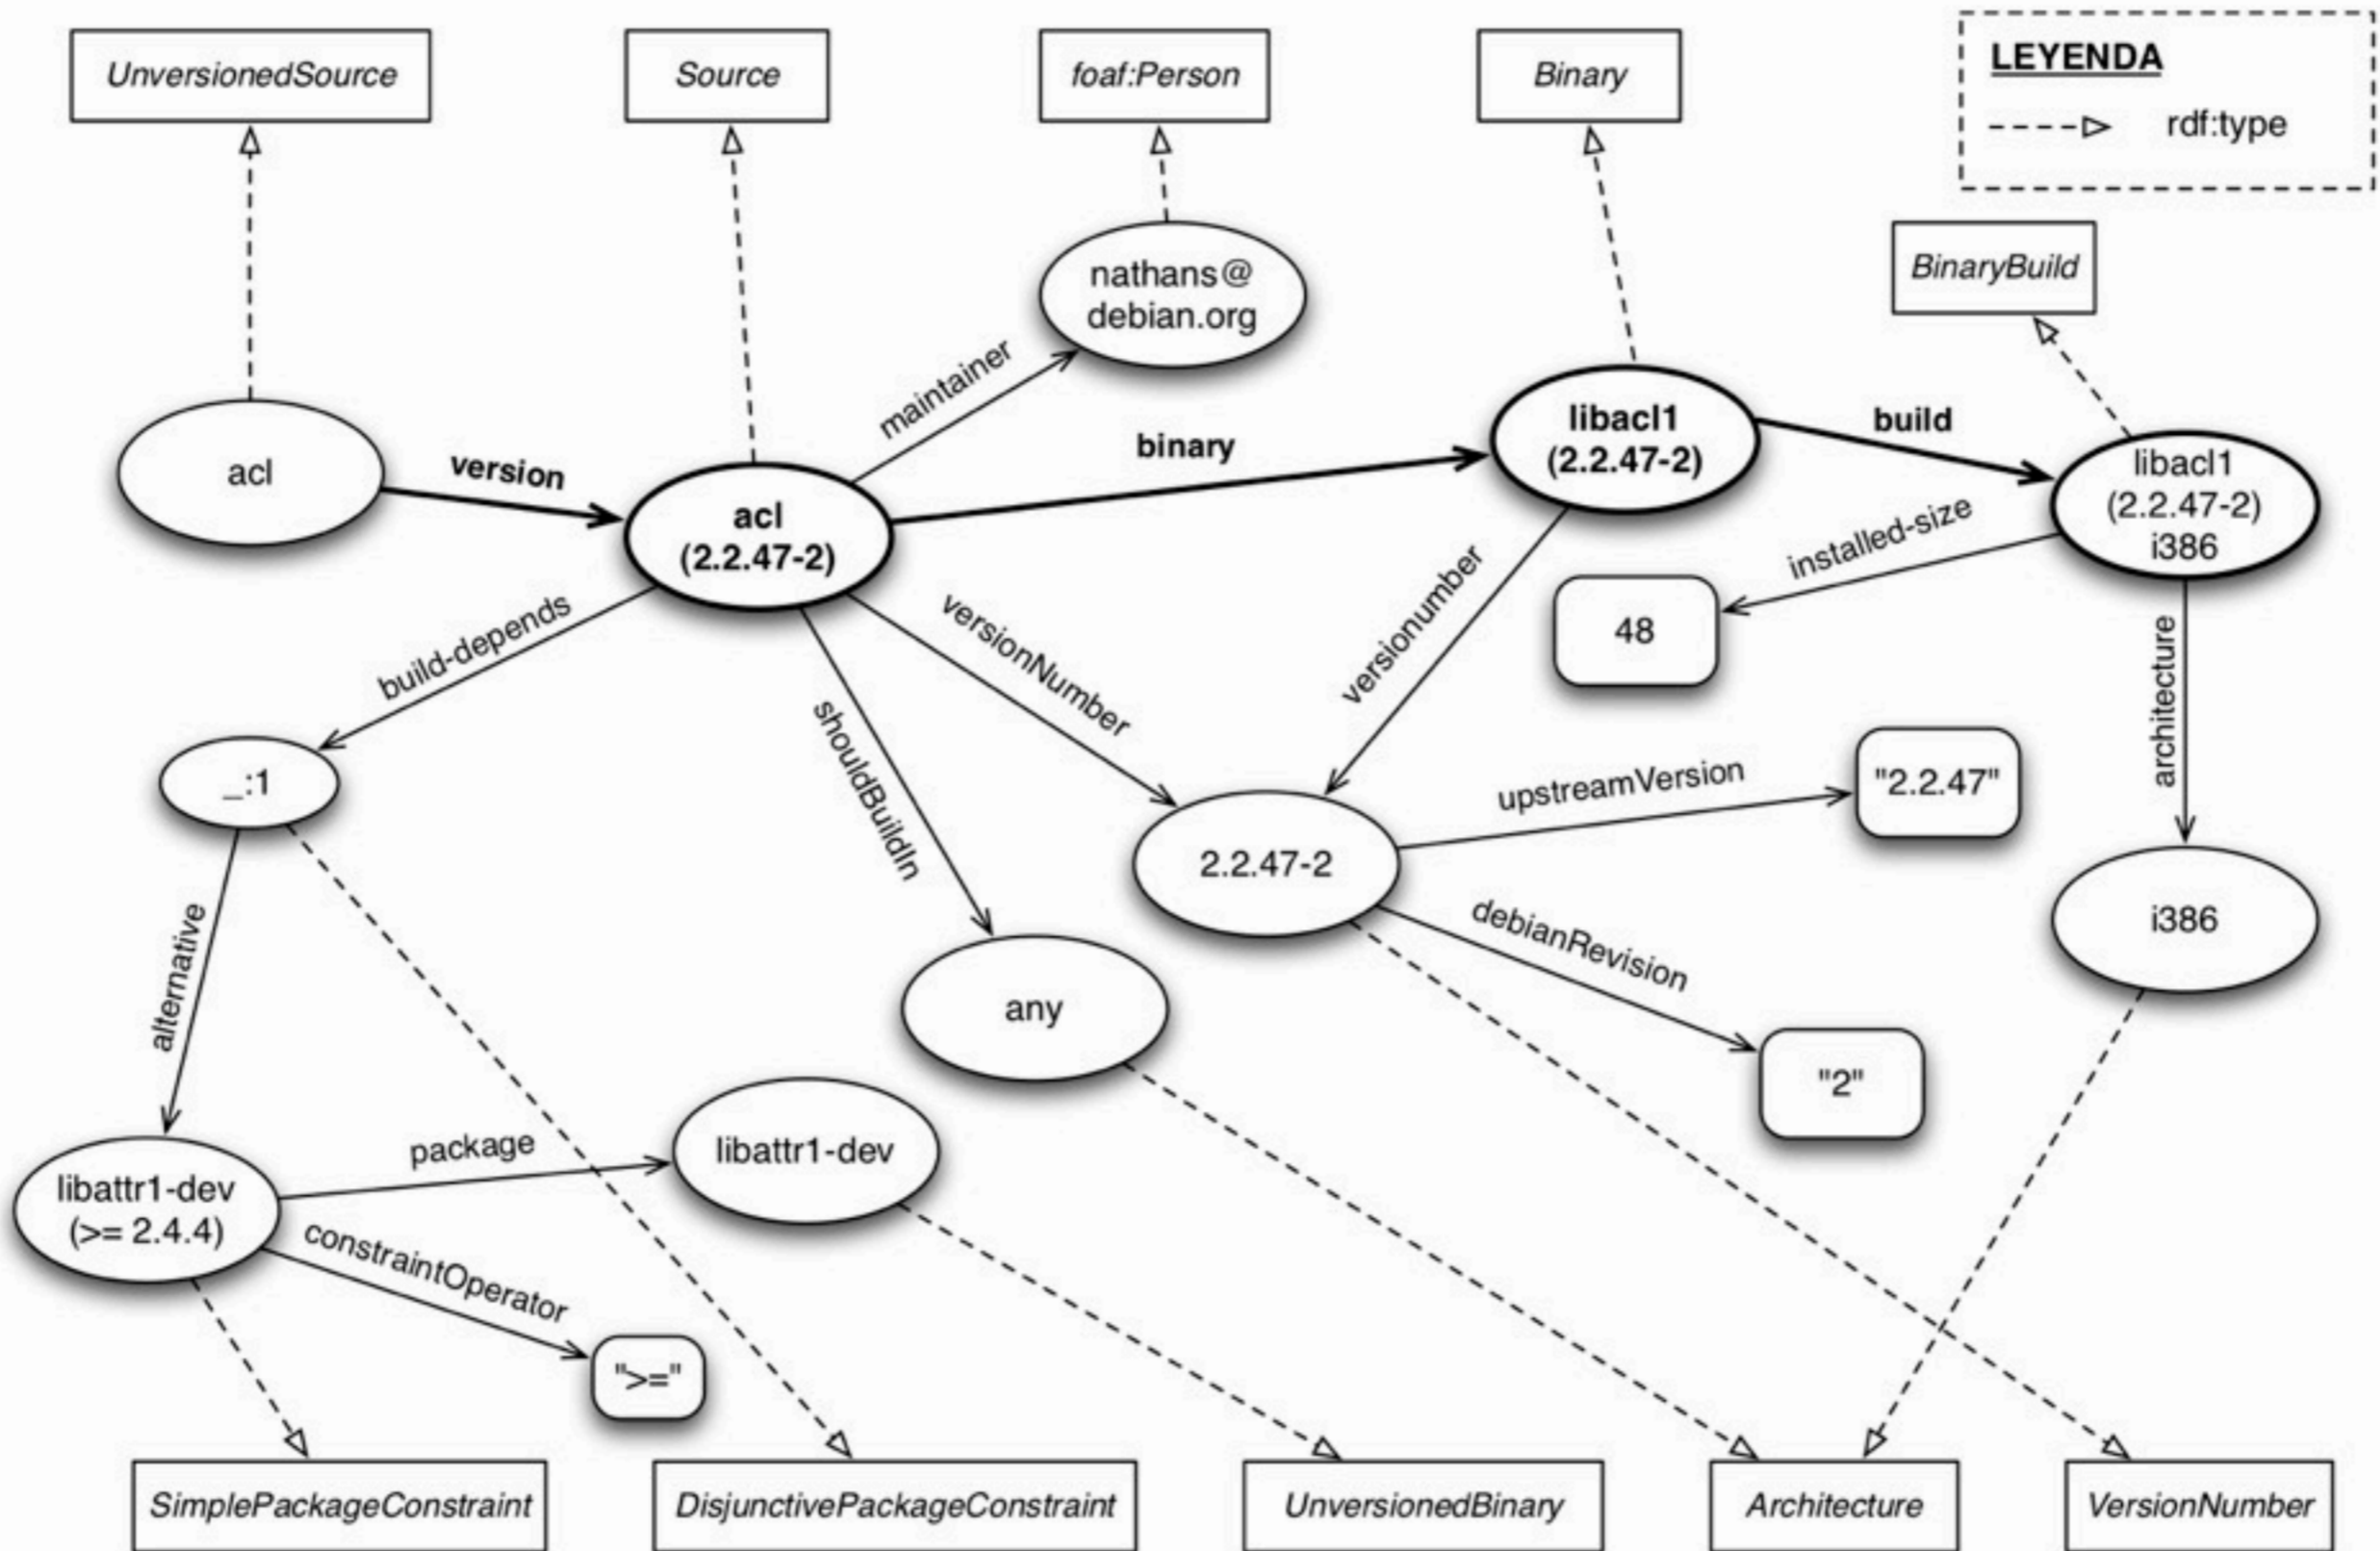 UnversionedSource
Source
foaf:Person
Binary
LEYENDA
rdf:type
BinaryBuild
nathans@
debian.org
maintainer
acl
version
acl
(2.2.47-2)
binary
libacl1
(2.2.47-2)
build
libacl1
(2.2.47-2)
i386
installed-size
48
build-depends
versionNumber
versionumber
shouldBuildIn
architecture
_:1
2.2.47-2
upstreamVersion
"2.2.47"
debianRevision
"2"
i386
any
alternative
libattr1-dev
(>= 2.4.4)
package
libattr1-dev
constraintOperator
">="
SimplePackageConstraint
DisjunctivePackageConstraint
UnversionedBinary
Architecture
VersionNumber